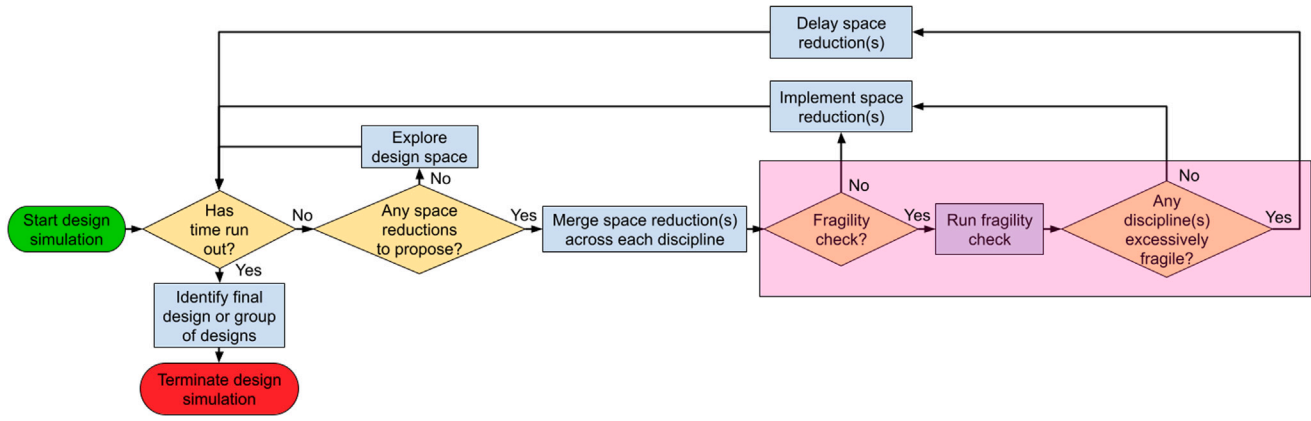 Delay space
reduction(s)
Implement space
reduction(s)
Explore
design space
No
No
No
Start design
simulation
Has
time run
out?
No
Any space
reductions
to propose?
Yes
Merge space reduction(s)
across each discipline
Fragility
check?
Yes
Run fragility
check
Any
discipline(s)
excessively
fragile?
Yes
Yes
Identify final
design or group
of designs
Terminate design
simulation